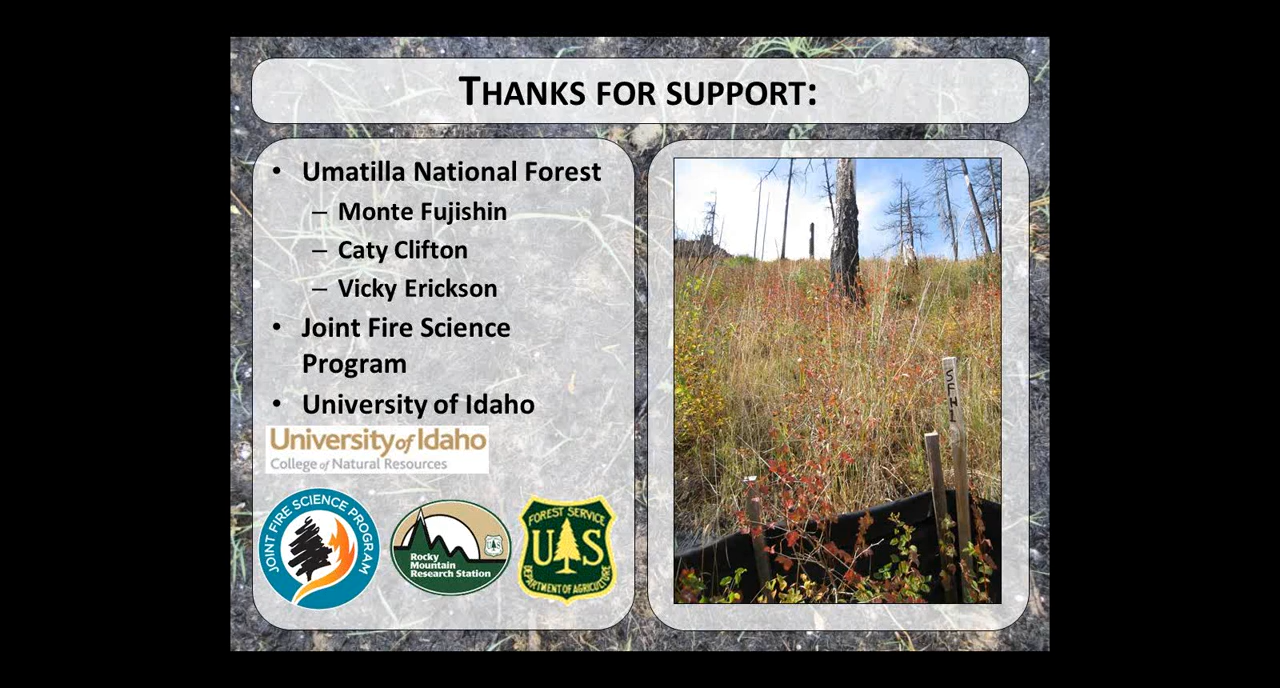 THANKS FOR SUPPORT:
• Umatilla National Forest
– Monte Fujishin
– Caty Clifton
– Vicky Erickson
• Joint Fire Science
Program
• University of Idaho
University of Idaho
College of Natural Resources
JOINT FIRE SCIENCE PROGRAM
Rocky
Mountain
Research Station
FOREST SERVICE
U S
DEPARTMENT OF AGRICULTURE
SFH1